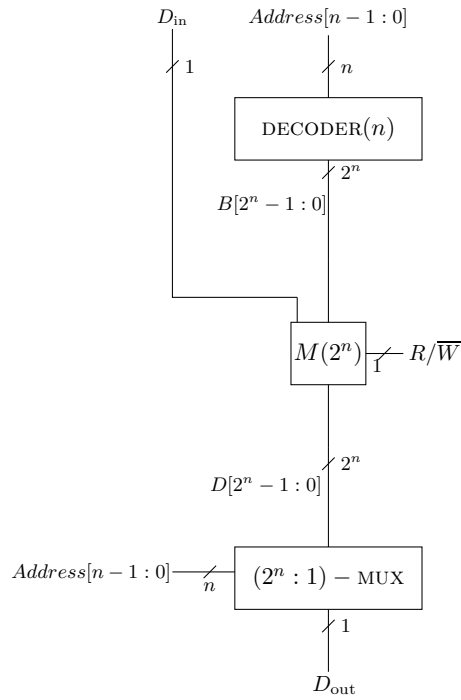 D_in
Address[n − 1 : 0]
1
n
DECODER(n)
2^n
B[2^n − 1 : 0]
M(2^n)
1
R/W̅
2^n
D[2^n − 1 : 0]
Address[n − 1 : 0]
n
(2^n : 1) − MUX
1
D_out